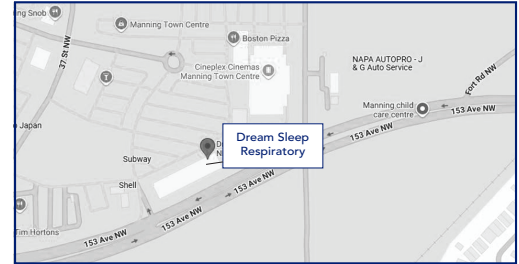 ing Snob
Manning Town Centre
Boston Pizza
37 St NW
Cineplex Cinemas
Manning Town Centre
NAPA AUTOPRO - J
& G Auto Service
Fort Rd NW
Manning child
care centre
153 Ave NW
153 Ave NW
o Japan
Dream Sleep
Respiratory
Subway
Shell
153 Ave NW
153 Ave NW
153 Ave NW
Tim Hortons